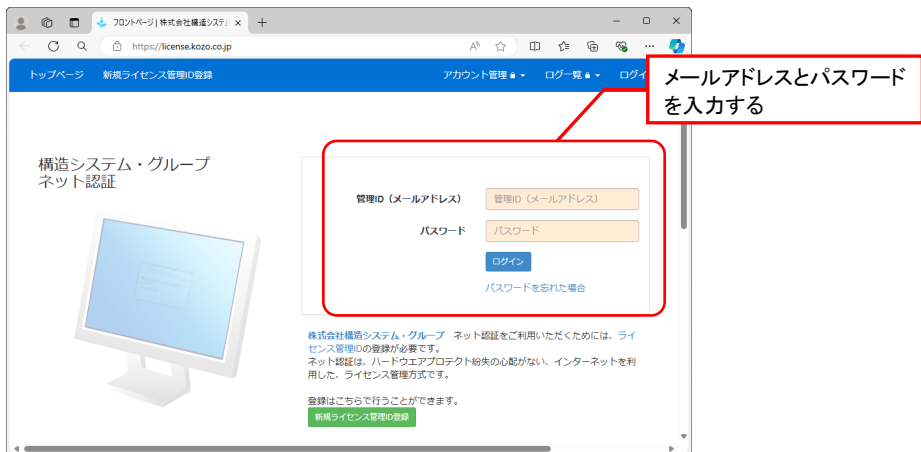 フロントページ | 株式会社構造システム
https://license.kozo.co.jp
トップページ 新規ライセンス管理ID登録 アカウント管理 ログ一覧 ログイ
メールアドレスとパスワード
を入力する
構造システム・グループ
ネット認証
管理ID（メールアドレス） 管理ID（メールアドレス）
パスワード パスワード
ログイン
パスワードを忘れた場合
株式会社構造システム・グループ ネット認証をご利用いただくためには、ライ
センス管理IDの登録が必要です。
ネット認証は、ハードウエアプロテクト紛失の心配がない、インターネットを利
用した、ライセンス管理方式です。
登録はこちらで行うことができます。
新規ライセンス管理ID登録